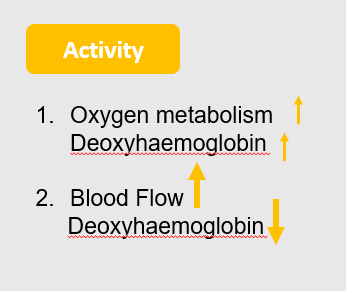 Activity
1. Oxygen metabolism
Deoxyhaemoglobin
2. Blood Flow
Deoxyhaemoglobin